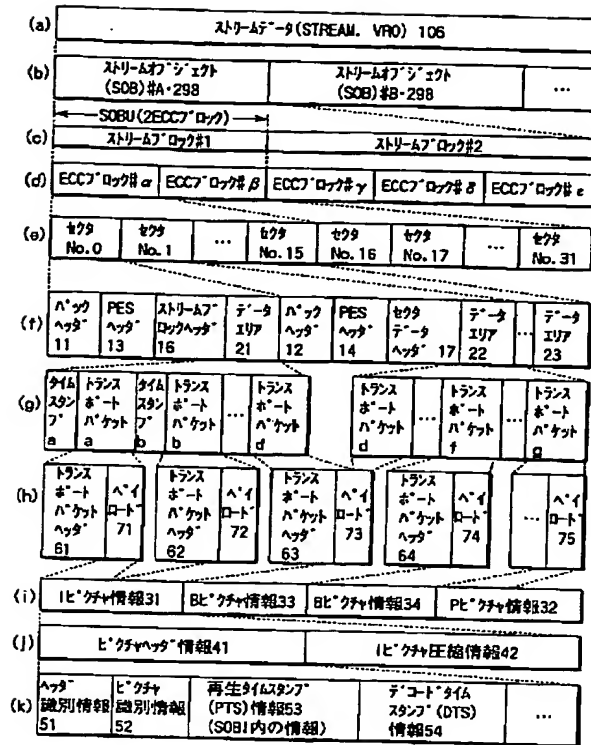 (a)
ストリームデータ(STREAM. VRO) 106
(b)
ストリームオブジェクト
(SOB)#A・298
ストリームオブジェクト
(SOB)#B・298
...
SOBU(2ECCブロック)
(c)
ストリームブロック#1
ストリームブロック#2
(d)
ECCブロック#α
ECCブロック#β
ECCブロック#γ
ECCブロック#δ
ECCブロック#ε
(e)
セクタ
No.0
セクタ
No.1
...
セクタ
No.15
セクタ
No.16
セクタ
No.17
...
セクタ
No.31
(f)
パック
ヘッダ
11
PES
ヘッダ
13
ストリームブ
ロックヘッダ
16
データ
エリア
21
パック
ヘッダ
12
PES
ヘッダ
14
セクタ
データ
ヘッダ 17
データ
エリア
22
...
データ
エリア
23
(g)
タイム
スタン
プ
a
トランス
ポート
パケット
a
タイム
スタン
プ
b
トランス
ポート
パケット
b
...
トランス
ポート
パケット
d
トランス
ポート
パケット
d
...
トランス
ポート
パケット
f
...
トランス
ポート
パケット
g
(h)
トランス
ポート
パケット
ヘッダ
61
ペイ
ロード
71
トランス
ポート
パケット
ヘッダ
62
ペイ
ロード
72
トランス
ポート
パケット
ヘッダ
63
ペイ
ロード
73
トランス
ポート
パケット
ヘッダ
64
ペイ
ロード
74
...
ペイ
ロード
75
(i)
Iピクチャ情報31
Bピクチャ情報33
Bピクチャ情報34
Pピクチャ情報32
(j)
ピクチャヘッダ情報41
Iピクチャ圧縮情報42
(k)
ヘッダ
識別情報
51
ピクチャ
識別情報
52
再生タイムスタンプ
(PTS)情報53
(SOBI内の情報)
デコードタイム
スタンプ(DTS)
情報54
...